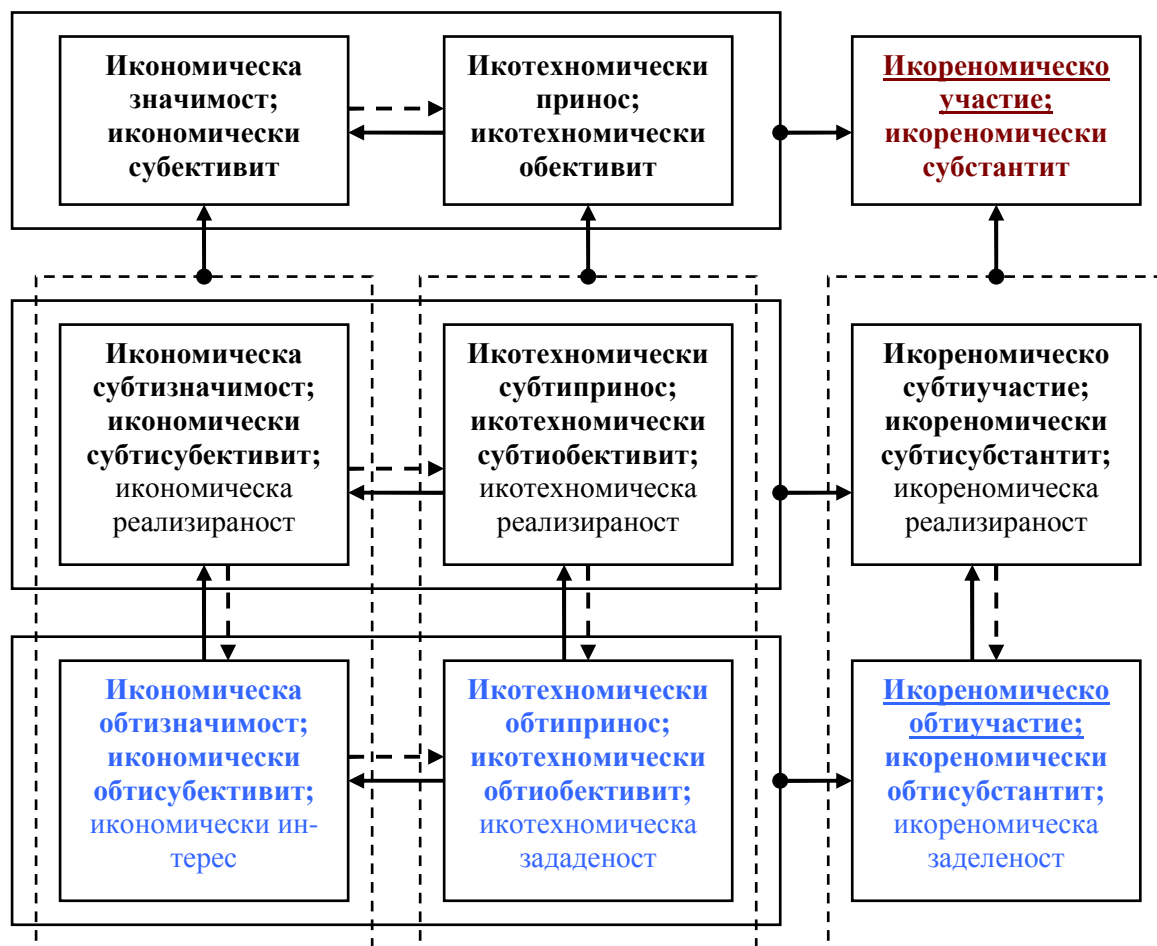 Икономическа
значимост;
икономически
субективит
Икотехномически
принос;
икотехномически
обективит
Икореномическо
участие;
икореномически
субстантит
Икономическа
субтизначимост;
икономически
субтисубективит;
икономическа
реализираност
Икотехномически
субтипринос;
икотехномически
субтиобективит;
икотехномическа
реализираност
Икореномическо
субтиучастие;
икореномически
субтисубстантит;
икореномическа
реализираност
Икономическа
обтизначимост;
икономически
обтисубективит;
икономически ин-
терес
Икотехномически
обтипринос;
икотехномически
обтиобективит;
икотехномическа
зададеност
Икореномическо
обтиучастие;
икореномически
обтисубстантит;
икореномическа
заделеност